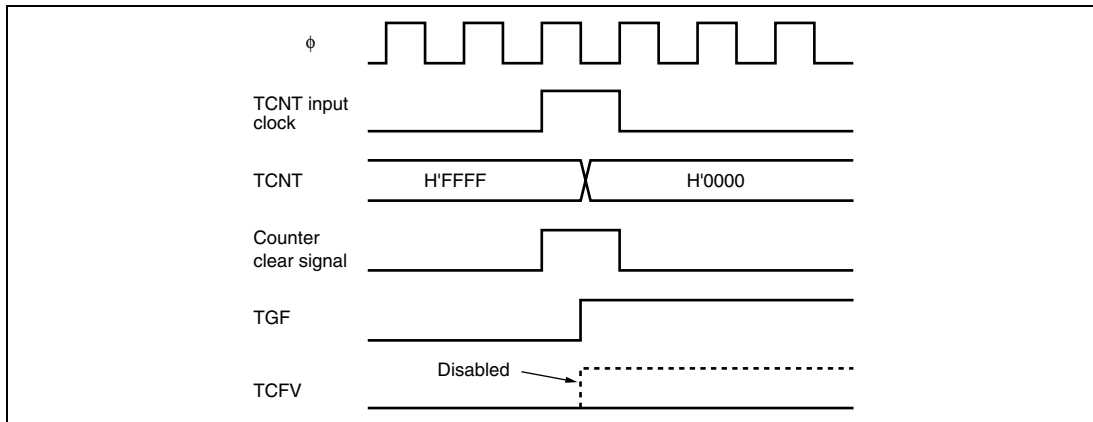 ϕ
TCNT input
clock
TCNT
H'FFFF
H'0000
Counter
clear signal
TGF
Disabled
TCFV